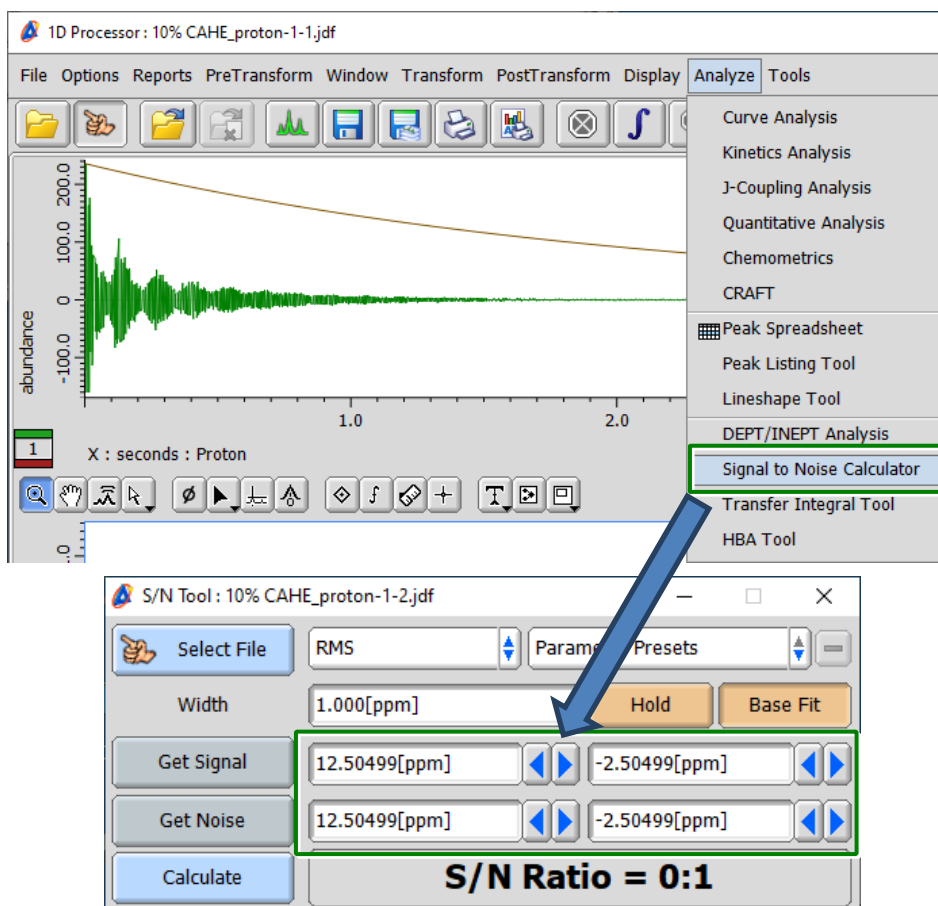 1D Processor : 10% CAHE_proton-1-1.jdf
File Options Reports PreTransform Window Transform PostTransform Display Analyze Tools
Curve Analysis
Kinetics Analysis
J-Coupling Analysis
Quantitative Analysis
Chemometrics
CRAFT
Peak Spreadsheet
Peak Listing Tool
Lineshape Tool
DEPT/INEPT Analysis
Signal to Noise Calculator
Transfer Integral Tool
HBA Tool
abundance
200.0
100.0
0
-100.0
1.0 2.0
1
X : seconds : Proton
S/N Tool : 10% CAHE_proton-1-2.jdf
Select File RMS Presets
Width 1.000[ppm] Hold Base Fit
Get Signal 12.50499[ppm] -2.50499[ppm]
Get Noise 12.50499[ppm] -2.50499[ppm]
Calculate S/N Ratio = 0:1